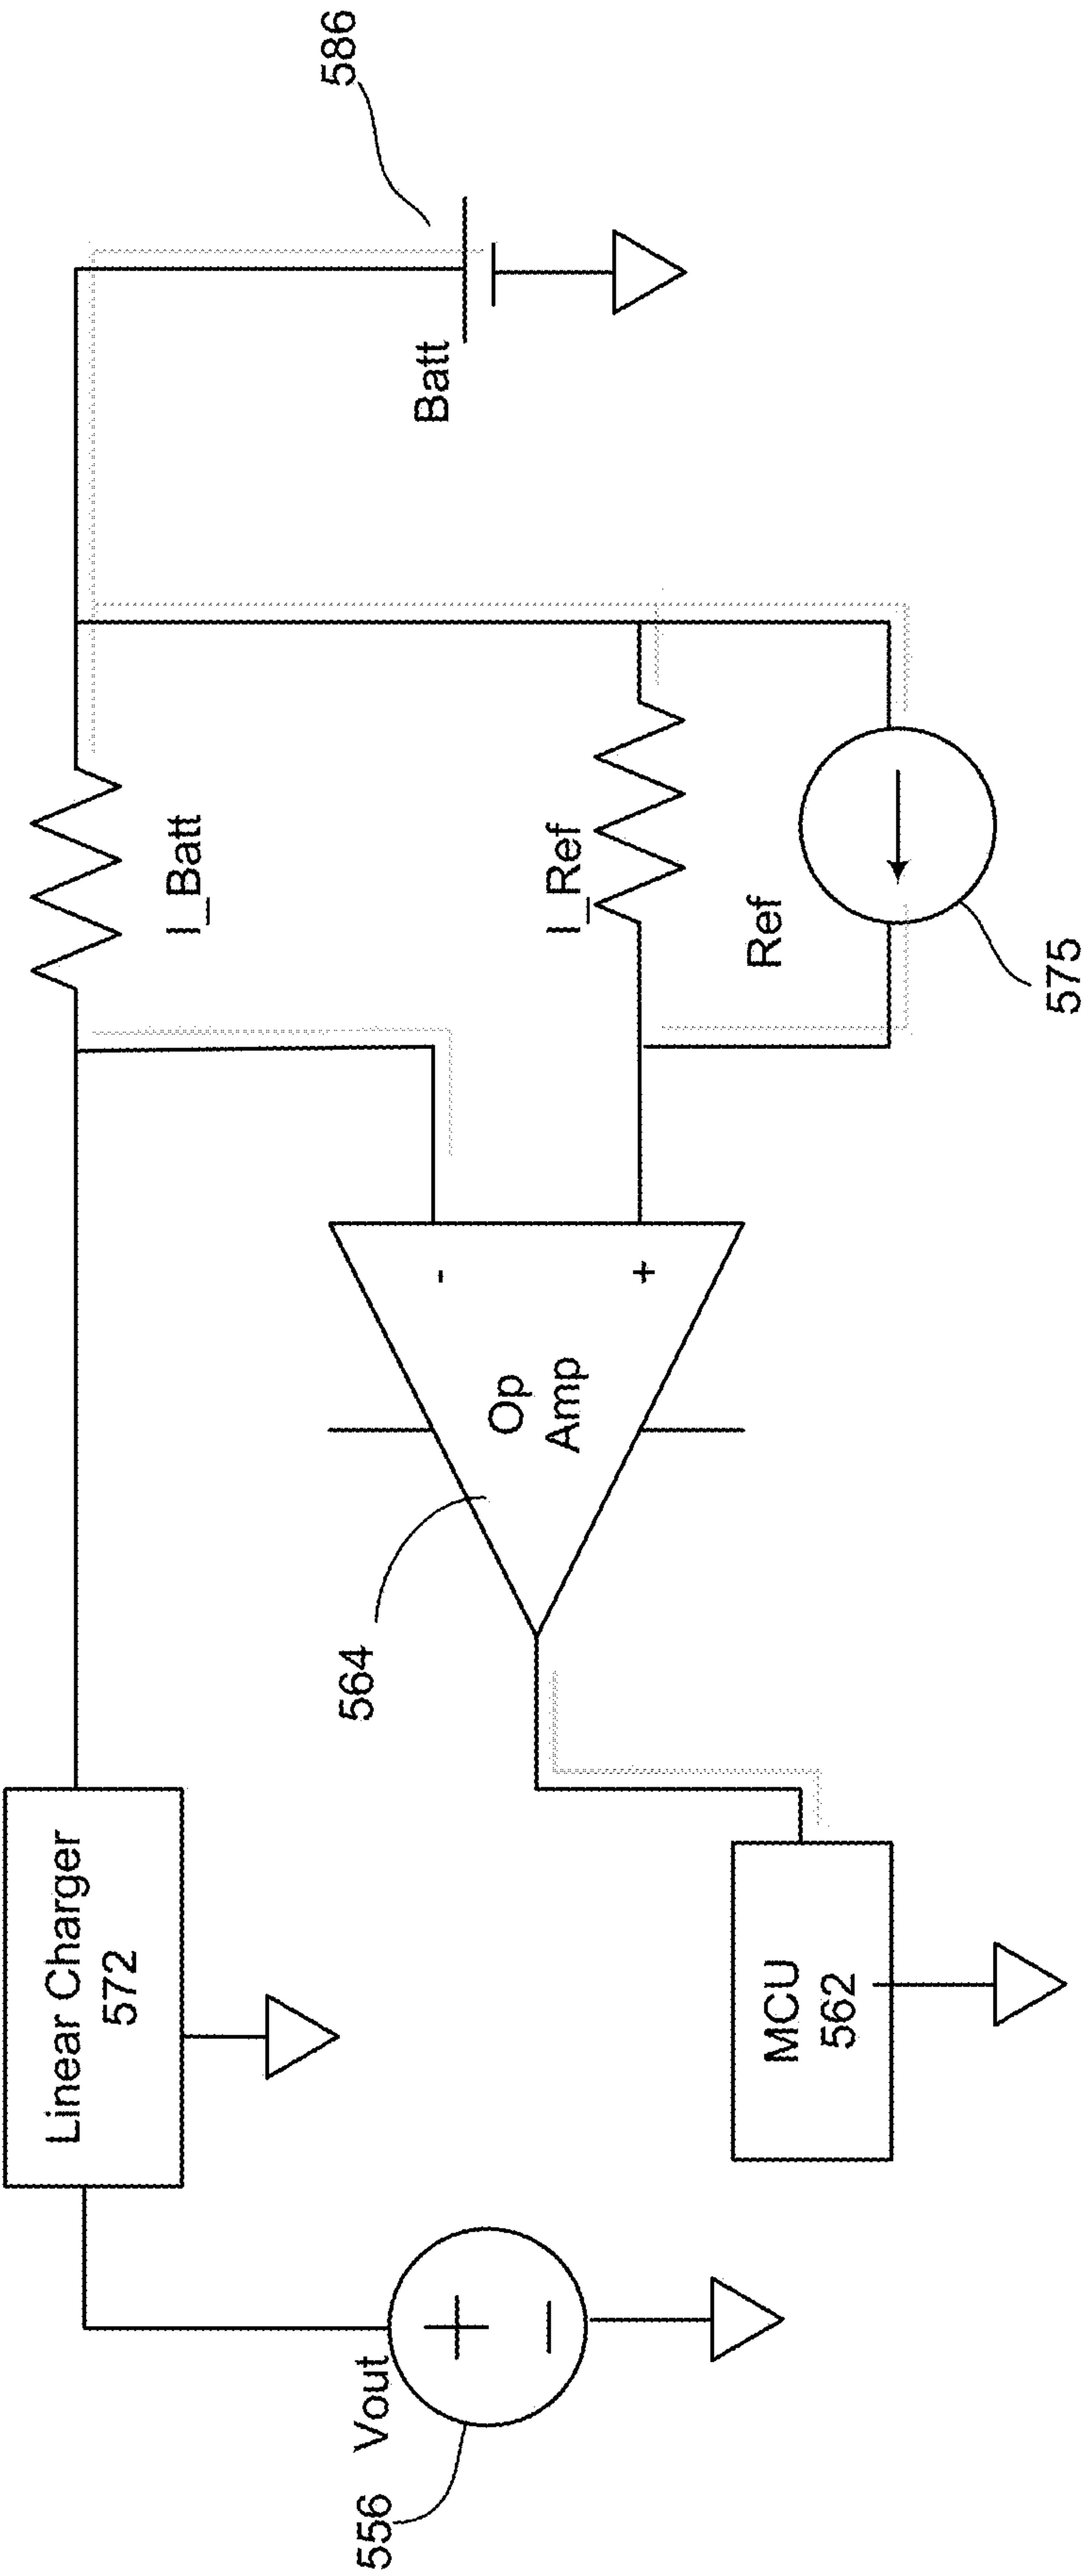 586
Batt
I_Batt
I_Ref
Ref
575
-
+
Op
Amp
564
Linear Charger
572
MCU
562
Vout
+
–
556